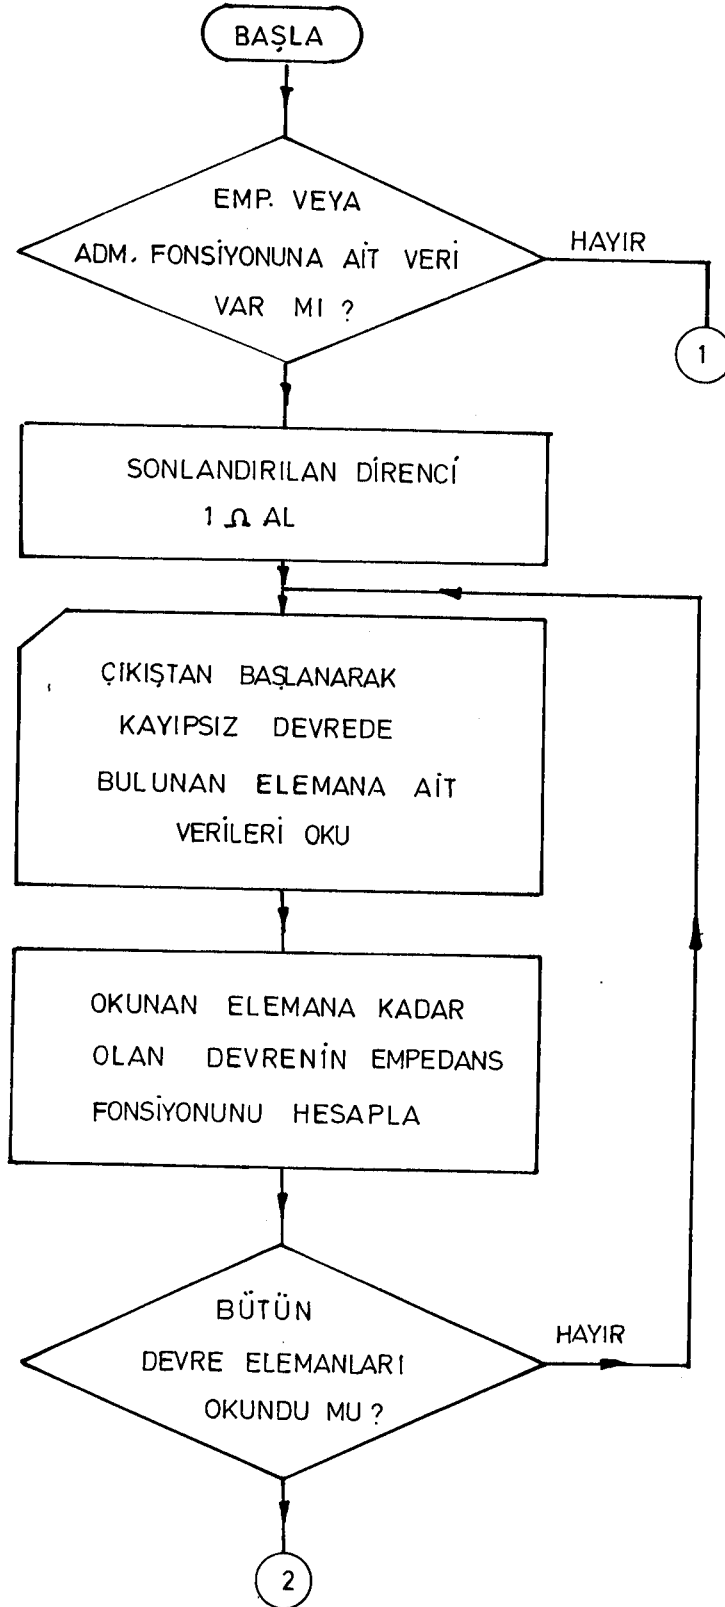 BAŞLA
EMP. VEYA
ADM. FONSİYONUNA AİT VERİ
VAR MI ?
HAYIR
1
SONLANDIRILAN DİRENCİ
1 Ω AL
ÇIKIŞTAN BAŞLANARAK
KAYIPSIZ DEVREDE
BULUNAN ELEMANA AİT
VERİLERİ OKU
OKUNAN ELEMANA KADAR
OLAN DEVRENİN EMPEDANS
FONSİYONUNU HESAPLA
BÜTÜN
DEVRE ELEMANLARI
OKUNDU MU ?
HAYIR
2